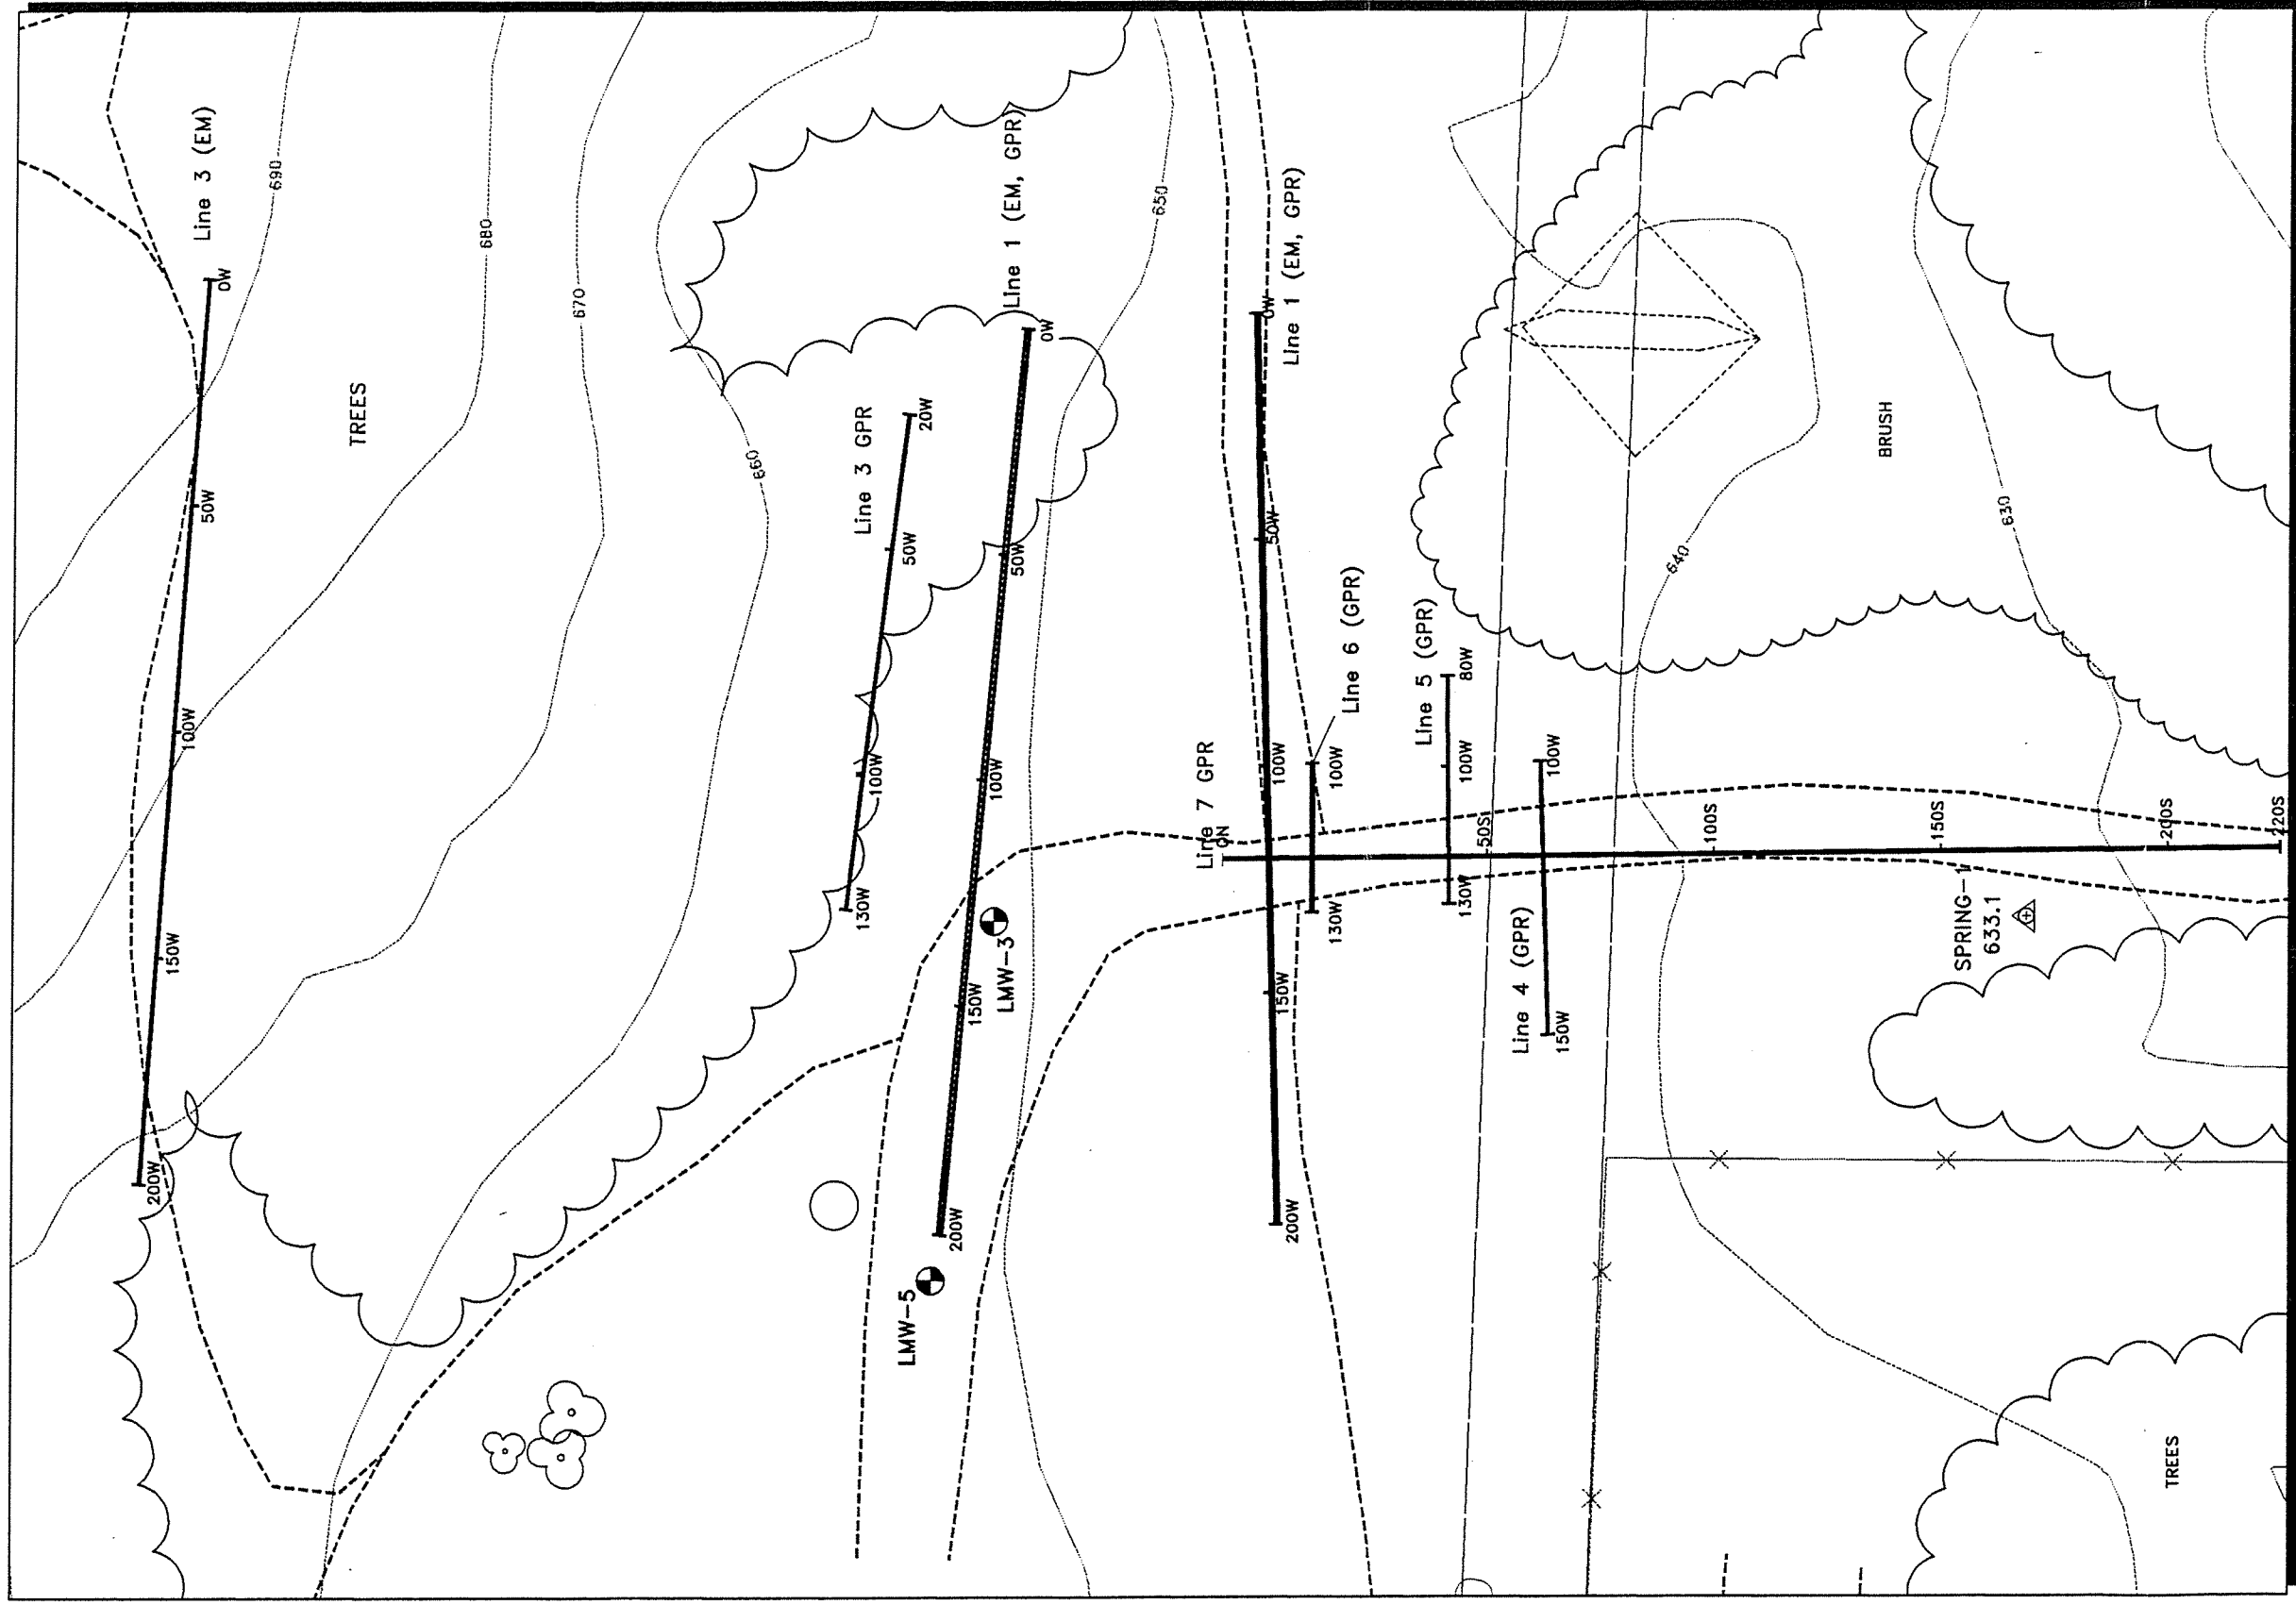 Line 3 (EM)
0W
50W
100W
150W
200W
690
680
670
660
650
640
630
TREES
Line 3 GPR
20W
50W
100W
130W
Line 1 (EM, GPR)
0W
50W
100W
150W
200W
LMW-3
LMW-5
Line 1 (EM, GPR)
0W
50W
100W
150W
200W
Line 7 GPR
0N
50S
100S
150S
200S
220S
Line 6 (GPR)
100W
130W
Line 5 (GPR)
80W
100W
130W
Line 4 (GPR)
100W
150W
BRUSH
SPRING-1
633.1
TREES